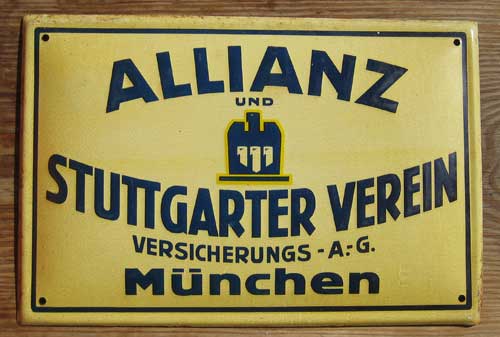 ALLIANZ
UND
STUTTGARTER VEREIN
VERSICHERUNGS-A.-G.
München